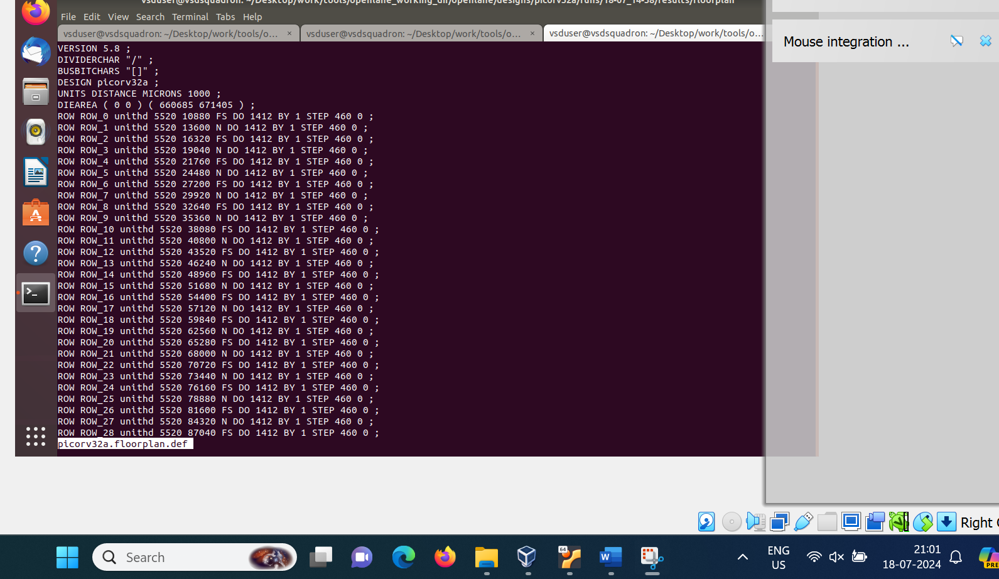 vsduser@vsdsquadron: ~/Desktop/work/tools/openlane_working_dir/openlane/designs/picorv32a/runs/18-07_14-58/results/floorplan
File Edit View Search Terminal Tabs Help
vsduser@vsdsquadron: ~/Desktop/work/tools/o... × vsduser@vsdsquadron: ~/Desktop/work/tools/o... × vsduser@vsdsquadron: ~/Desktop/work/tools/o...
Mouse integration ...
VERSION 5.8 ;
DIVIDERCHAR "/" ;
BUSBITCHARS "[]" ;
DESIGN picorv32a ;
UNITS DISTANCE MICRONS 1000 ;
DIEAREA ( 0 0 ) ( 660685 671405 ) ;
ROW ROW_0 unithd 5520 10880 FS DO 1412 BY 1 STEP 460 0 ;
ROW ROW_1 unithd 5520 13600 N DO 1412 BY 1 STEP 460 0 ;
ROW ROW_2 unithd 5520 16320 FS DO 1412 BY 1 STEP 460 0 ;
ROW ROW_3 unithd 5520 19040 N DO 1412 BY 1 STEP 460 0 ;
ROW ROW_4 unithd 5520 21760 FS DO 1412 BY 1 STEP 460 0 ;
ROW ROW_5 unithd 5520 24480 N DO 1412 BY 1 STEP 460 0 ;
ROW ROW_6 unithd 5520 27200 FS DO 1412 BY 1 STEP 460 0 ;
ROW ROW_7 unithd 5520 29920 N DO 1412 BY 1 STEP 460 0 ;
ROW ROW_8 unithd 5520 32640 FS DO 1412 BY 1 STEP 460 0 ;
ROW ROW_9 unithd 5520 35360 N DO 1412 BY 1 STEP 460 0 ;
ROW ROW_10 unithd 5520 38080 FS DO 1412 BY 1 STEP 460 0 ;
ROW ROW_11 unithd 5520 40800 N DO 1412 BY 1 STEP 460 0 ;
ROW ROW_12 unithd 5520 43520 FS DO 1412 BY 1 STEP 460 0 ;
ROW ROW_13 unithd 5520 46240 N DO 1412 BY 1 STEP 460 0 ;
ROW ROW_14 unithd 5520 48960 FS DO 1412 BY 1 STEP 460 0 ;
ROW ROW_15 unithd 5520 51680 N DO 1412 BY 1 STEP 460 0 ;
ROW ROW_16 unithd 5520 54400 FS DO 1412 BY 1 STEP 460 0 ;
ROW ROW_17 unithd 5520 57120 N DO 1412 BY 1 STEP 460 0 ;
ROW ROW_18 unithd 5520 59840 FS DO 1412 BY 1 STEP 460 0 ;
ROW ROW_19 unithd 5520 62560 N DO 1412 BY 1 STEP 460 0 ;
ROW ROW_20 unithd 5520 65280 FS DO 1412 BY 1 STEP 460 0 ;
ROW ROW_21 unithd 5520 68000 N DO 1412 BY 1 STEP 460 0 ;
ROW ROW_22 unithd 5520 70720 FS DO 1412 BY 1 STEP 460 0 ;
ROW ROW_23 unithd 5520 73440 N DO 1412 BY 1 STEP 460 0 ;
ROW ROW_24 unithd 5520 76160 FS DO 1412 BY 1 STEP 460 0 ;
ROW ROW_25 unithd 5520 78880 N DO 1412 BY 1 STEP 460 0 ;
ROW ROW_26 unithd 5520 81600 FS DO 1412 BY 1 STEP 460 0 ;
ROW ROW_27 unithd 5520 84320 N DO 1412 BY 1 STEP 460 0 ;
ROW ROW_28 unithd 5520 87040 FS DO 1412 BY 1 STEP 460 0 ;
picorv32a.floorplan.def
Right
Search
64
W
ENG
US
21:01
18-07-2024
PRE